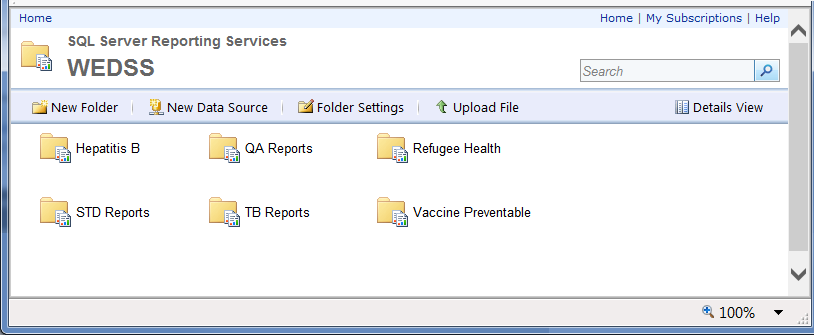 Home
Home | My Subscriptions | Help
SQL Server Reporting Services
WEDSS
Search
New Folder | New Data Source | Folder Settings | Upload File
Details View
Hepatitis B
QA Reports
Refugee Health
STD Reports
TB Reports
Vaccine Preventable
100%